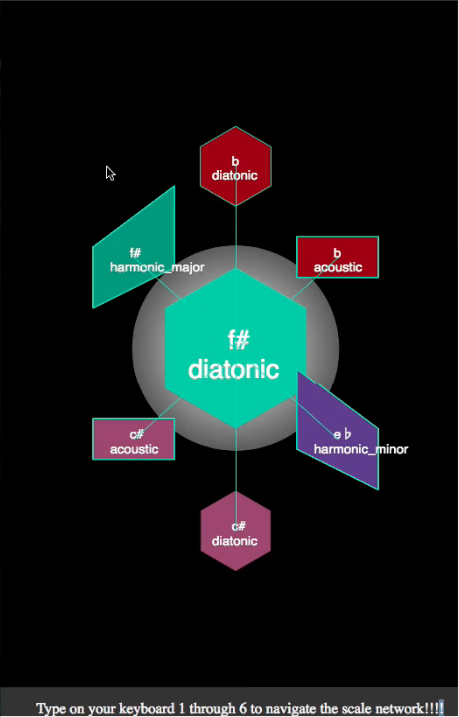 b
diatonic
f#
harmonic_major
b
acoustic
f#
diatonic
c#
acoustic
e♭
harmonic_minor
c#
diatonic
Type on your keyboard 1 through 6 to navigate the scale network!!!!